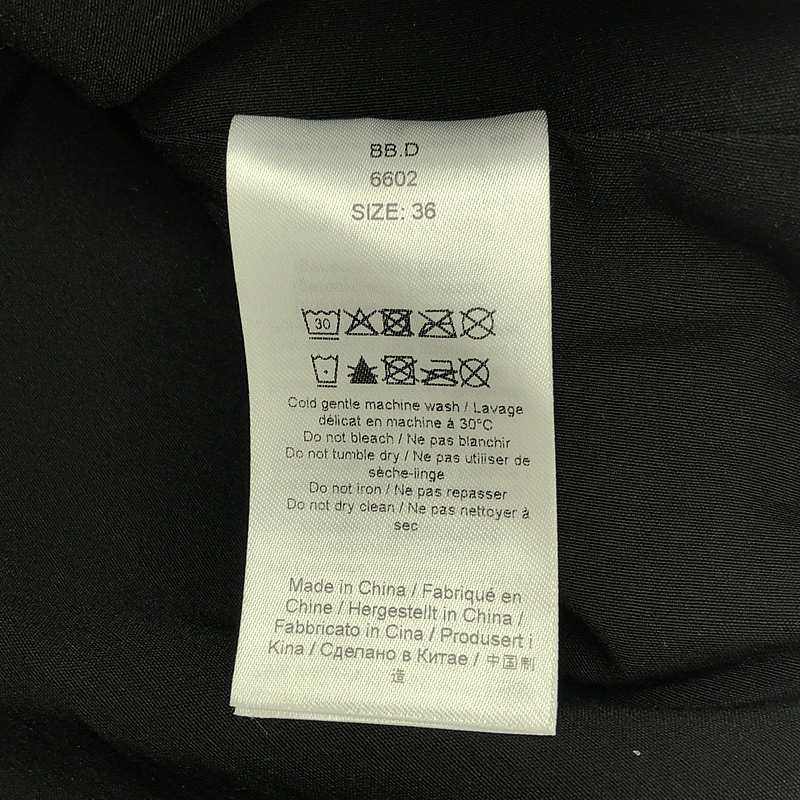 BB.D
6602
SIZE: 36
30
Cold gentle machine wash / Lavage
délicat en machine à 30°C
Do not bleach / Ne pas blanchir
Do not tumble dry / Ne pas utiliser de
sèche-linge
Do not iron / Ne pas repasser
Do not dry clean / Ne pas nettoyer à
sec
Made in China / Fabriqué en
Chine / Hergestellt in China /
Fabbricato in Cina / Produsert i
Kina / Сделано в Китае / 中国制
造